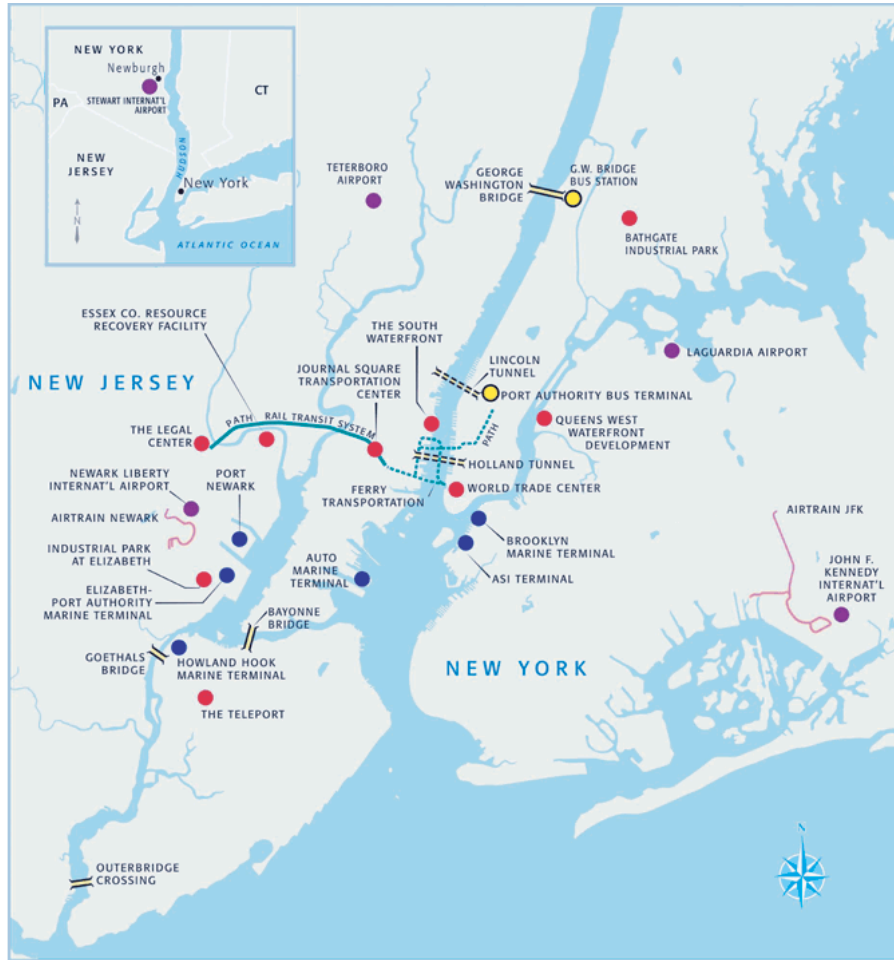 NEW YORK
Newburgh
STEWART INTERNAT'L
AIRPORT
PA
CT
NEW
JERSEY
HUDSON
New York
N
ATLANTIC OCEAN
TETERBORO
AIRPORT
GEORGE
WASHINGTON
BRIDGE
G.W. BRIDGE
BUS STATION
BATHGATE
INDUSTRIAL PARK
ESSEX CO. RESOURCE
RECOVERY FACILITY
THE SOUTH
WATERFRONT
LINCOLN
TUNNEL
LAGUARDIA AIRPORT
NEW JERSEY
JOURNAL SQUARE
TRANSPORTATION
CENTER
PORT AUTHORITY BUS TERMINAL
PATH RAIL TRANSIT SYSTEM
PATH
THE LEGAL
CENTER
QUEENS WEST
WATERFRONT
DEVELOPMENT
HOLLAND TUNNEL
NEWARK LIBERTY
INTERNAT'L AIRPORT
PORT
NEWARK
FERRY
TRANSPORTATION
WORLD TRADE CENTER
AIRTRAIN NEWARK
AIRTRAIN JFK
BROOKLYN
MARINE TERMINAL
INDUSTRIAL PARK
AT ELIZABETH
AUTO
MARINE
TERMINAL
ASI TERMINAL
JOHN F.
KENNEDY
INTERNAT'L
AIRPORT
ELIZABETH-
PORT AUTHORITY
MARINE TERMINAL
BAYONNE
BRIDGE
GOETHALS
BRIDGE
HOWLAND HOOK
MARINE TERMINAL
NEW YORK
THE TELEPORT
N
OUTERBRIDGE
CROSSING